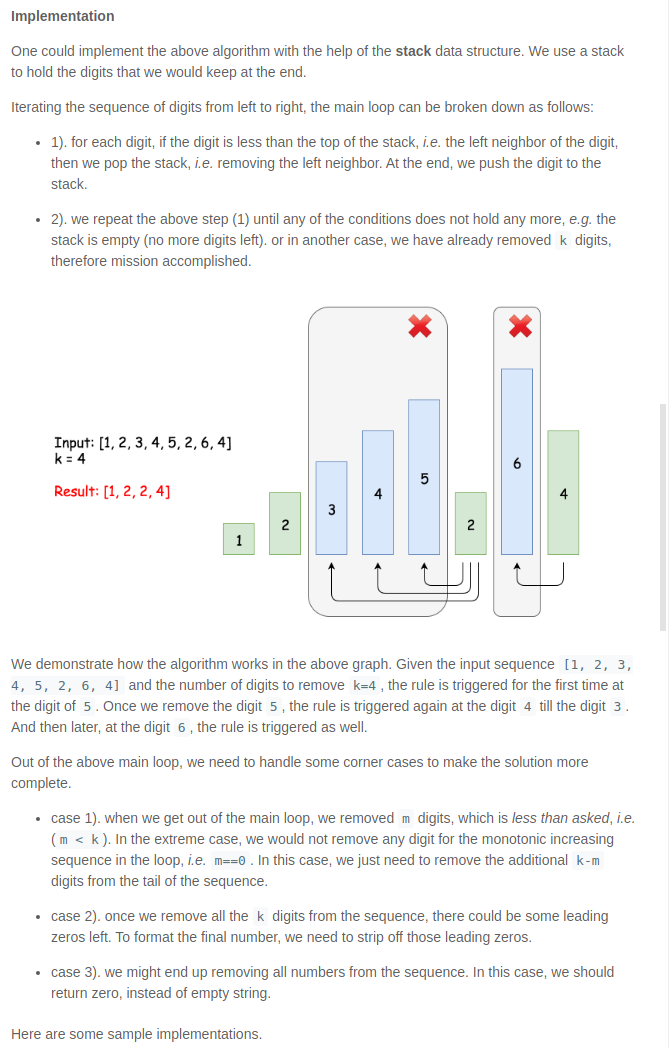 Implementation
One could implement the above algorithm with the help of the stack data structure. We use a stack
to hold the digits that we would keep at the end.
Iterating the sequence of digits from left to right, the main loop can be broken down as follows:
• 1). for each digit, if the digit is less than the top of the stack, i.e. the left neighbor of the digit,
then we pop the stack, i.e. removing the left neighbor. At the end, we push the digit to the
stack.
• 2). we repeat the above step (1) until any of the conditions does not hold any more, e.g. the
stack is empty (no more digits left). or in another case, we have already removed k digits,
therefore mission accomplished.
Input: [1, 2, 3, 4, 5, 2, 6, 4]
k = 4
Result: [1, 2, 2, 4]
1
2
3
4
5
2
6
4
We demonstrate how the algorithm works in the above graph. Given the input sequence [1, 2, 3,
4, 5, 2, 6, 4] and the number of digits to remove k=4 , the rule is triggered for the first time at
the digit of 5 . Once we remove the digit 5 , the rule is triggered again at the digit 4 till the digit 3 .
And then later, at the digit 6 , the rule is triggered as well.
Out of the above main loop, we need to handle some corner cases to make the solution more
complete.
• case 1). when we get out of the main loop, we removed m digits, which is less than asked, i.e.
( m < k ). In the extreme case, we would not remove any digit for the monotonic increasing
sequence in the loop, i.e. m==0 . In this case, we just need to remove the additional k-m
digits from the tail of the sequence.
• case 2). once we remove all the k digits from the sequence, there could be some leading
zeros left. To format the final number, we need to strip off those leading zeros.
• case 3). we might end up removing all numbers from the sequence. In this case, we should
return zero, instead of empty string.
Here are some sample implementations.